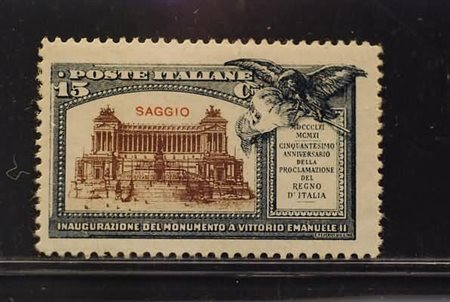 POSTE ITALIANE
15 C
SAGGIO
MDCCCLXI
MCMXI
CINQUANTESIMO
ANNIVERSARIO
DELLA
PROCLAMAZIONE
DEL
REGNO
D'ITALIA
INAUGURAZIONE DEL MONUMENTO A VITTORIO EMANUELE II